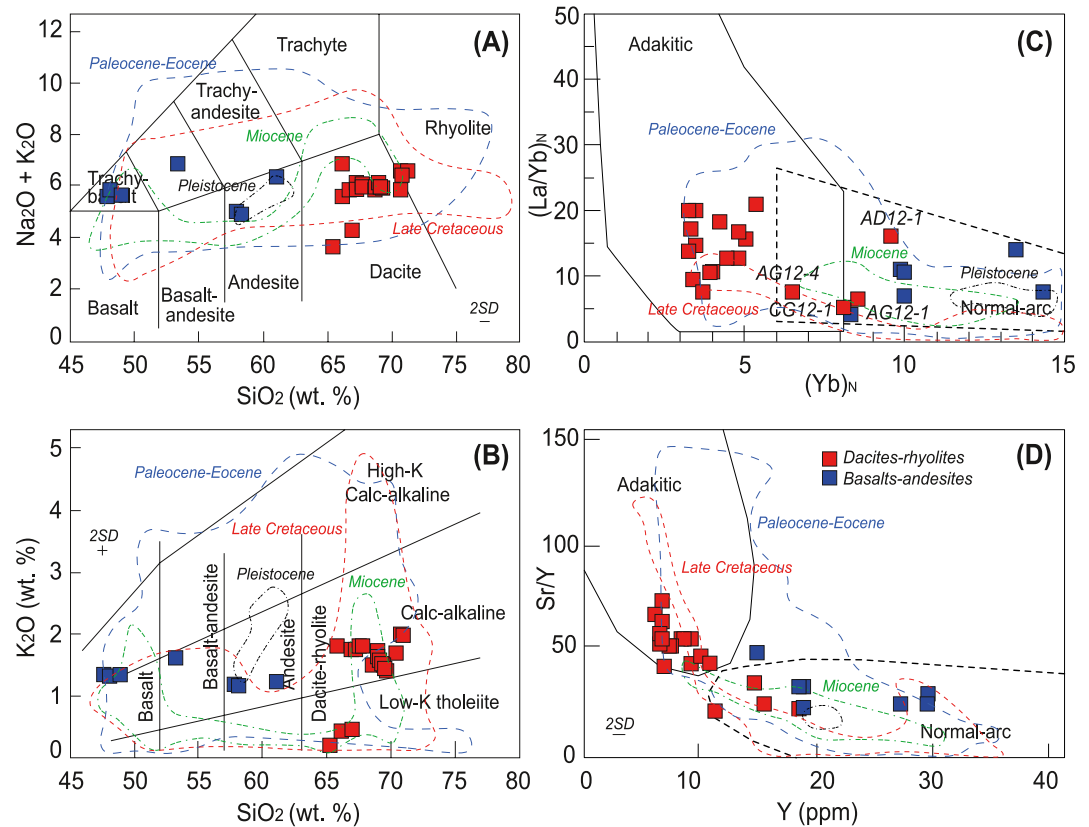 (A)
12
10
8
6
4
2
0
Na2O + K2O
Paleocene-Eocene
Trachyte
Trachy-
andesite
Rhyolite
Miocene
Trachy-
basalt
Pleistocene
Late Cretaceous
Basalt
Basalt-
andesite
Andesite
Dacite
2SD
45 50 55 60 65 70 75 80
SiO2 (wt. %)
(C)
50
40
30
20
10
0
(La/Yb)N
Adakitic
Paleocene-Eocene
AD12-1
Miocene
AG12-4
Pleistocene
Late Cretaceous
CG12-1
AG12-1
Normal-arc
0 5 10 15
(Yb)N
(B)
5
4
3
2
1
0
K2O (wt. %)
Paleocene-Eocene
High-K
Calc-alkaline
2SD
+
Late Cretaceous
Pleistocene
Miocene
Calc-alkaline
Basalt
Basalt-andesite
Andesite
Dacite-rhyolite
Low-K tholeiite
45 50 55 60 65 70 75 80
SiO2 (wt. %)
(D)
150
100
150
50
0
Sr/Y
Dacites-rhyolites
Basalts-andesites
Adakitic
Paleocene-Eocene
Late Cretaceous
Miocene
2SD
Normal-arc
0 10 20 30 40
Y (ppm)